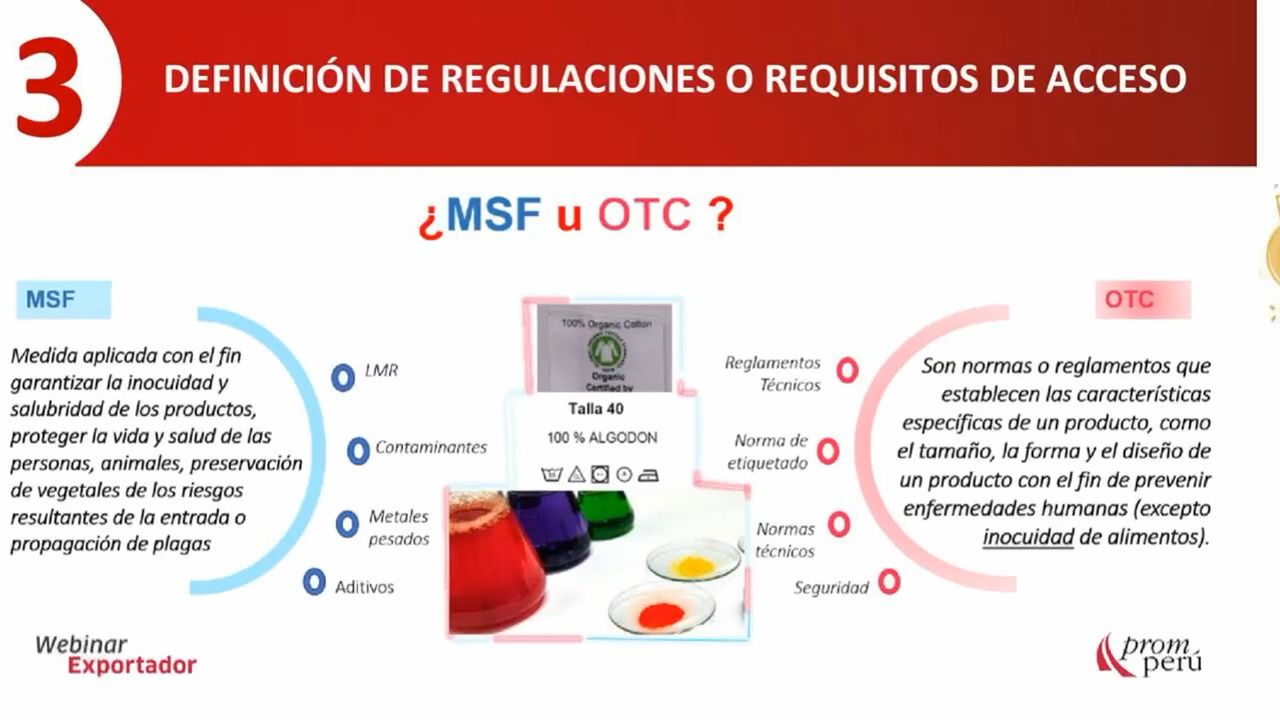 3
DEFINICIÓN DE REGULACIONES O REQUISITOS DE ACCESO
¿MSF u OTC ?
MSF
Medida aplicada con el fin
garantizar la inocuidad y
salubridad de los productos,
proteger la vida y salud de las
personas, animales, preservación
de vegetales de los riesgos
resultantes de la entrada o
propagación de plagas
LMR
Contaminantes
Metales
pesados
Aditivos
100% Organic Cotton
Organic
Certified by
Talla 40
100 % ALGODON
Reglamentos
Técnicos
Norma de
etiquetado
Normas
técnicos
Seguridad
OTC
Son normas o reglamentos que
establecen las características
específicas de un producto, como
el tamaño, la forma y el diseño de
un producto con el fin de prevenir
enfermedades humanas (excepto
inocuidad de alimentos).
Webinar
Exportador
prom
perú